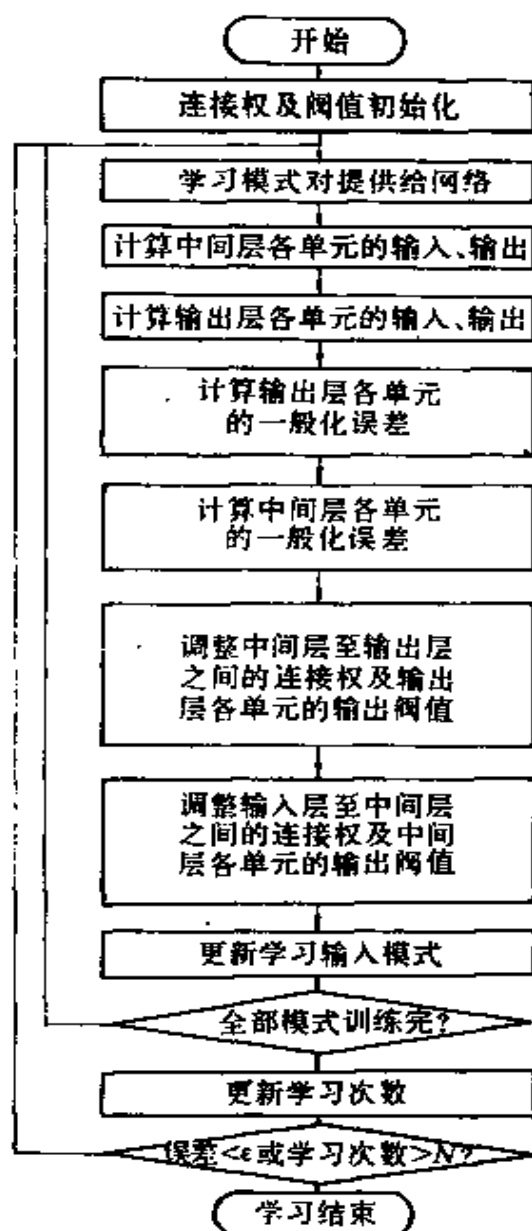 开始
连接权及阀值初始化
学习模式对提供给网络
计算中间层各单元的输入、输出
计算输出层各单元的输入、输出
计算输出层各单元
的一般化误差
计算中间层各单元
的一般化误差
调整中间层至输出层
之间的连接权及输出
层各单元的输出阀值
调整输入层至中间层
之间的连接权及中间
层各单元的输出阀值
更新学习输入模式
全部模式训练完?
更新学习次数
误差<ε或学习次数>N?
学习结束